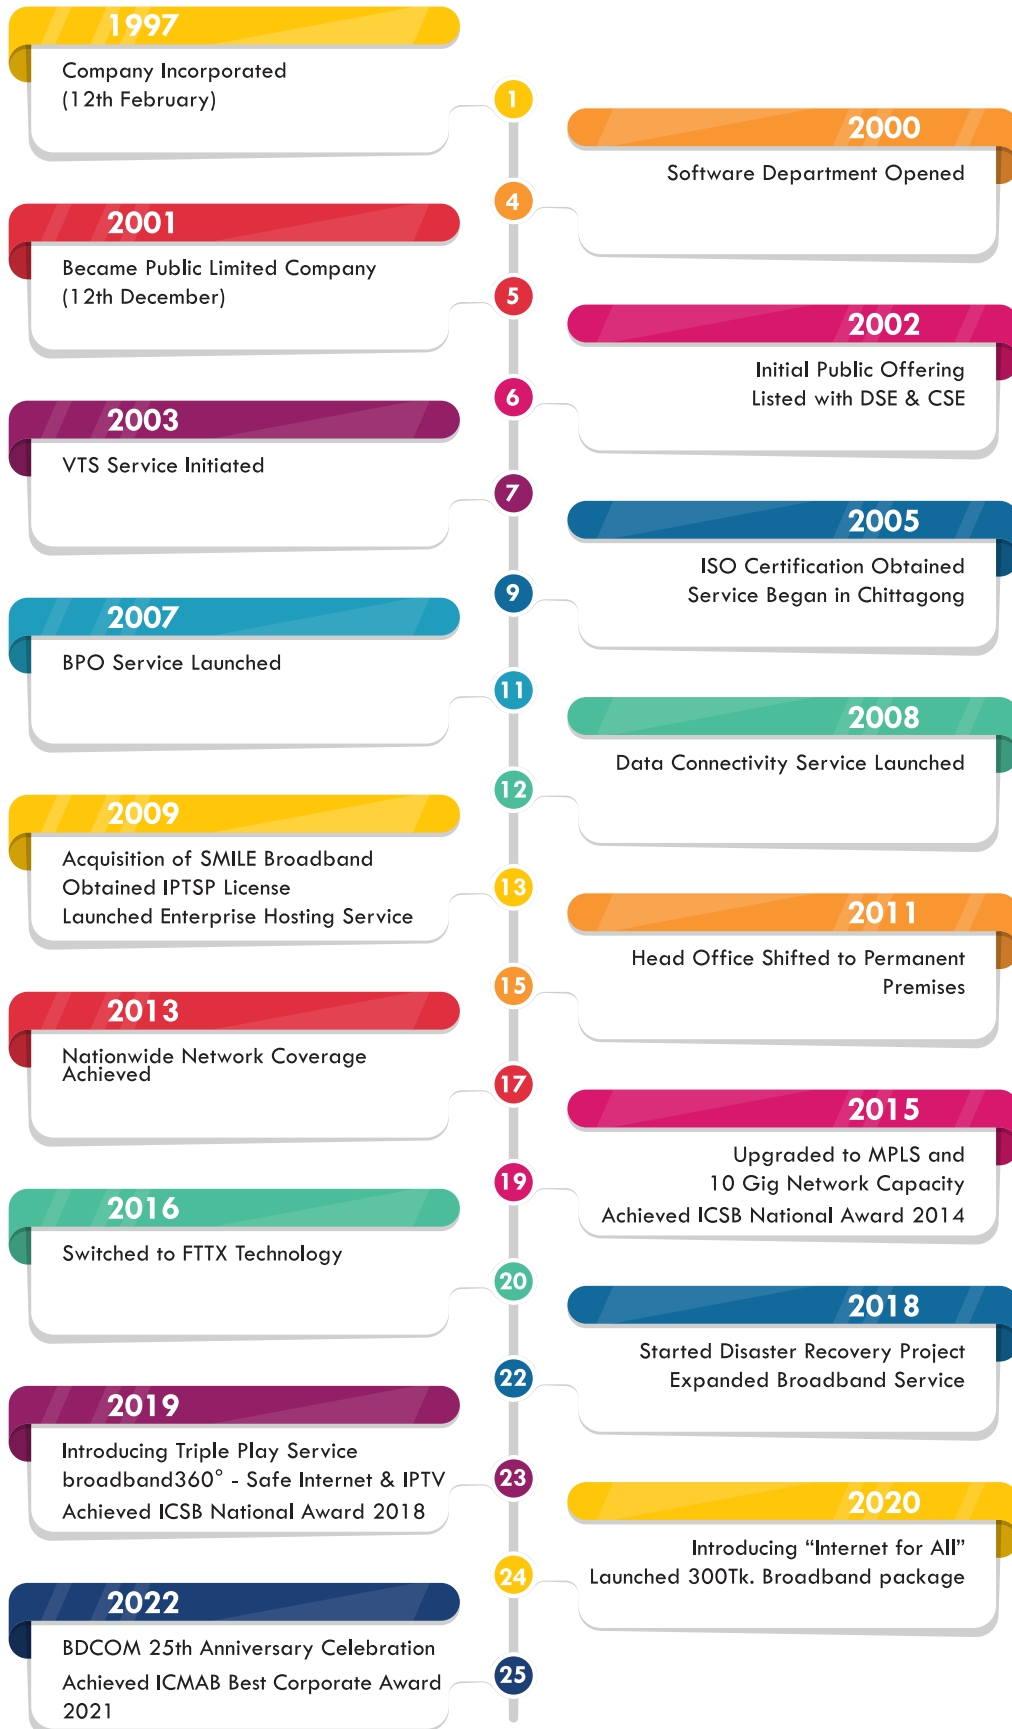 1997
Company Incorporated
(12th February)
1
2000
Software Department Opened
4
2001
Became Public Limited Company
(12th December)
5
2002
Initial Public Offering
Listed with DSE & CSE
6
2003
VTS Service Initiated
7
2005
ISO Certification Obtained
Service Began in Chittagong
9
2007
BPO Service Launched
11
2008
Data Connectivity Service Launched
12
2009
Acquisition of SMILE Broadband
Obtained IPTSP License
Launched Enterprise Hosting Service
13
2011
Head Office Shifted to Permanent
Premises
15
2013
Nationwide Network Coverage
Achieved
17
2015
Upgraded to MPLS and
10 Gig Network Capacity
Achieved ICSB National Award 2014
19
2016
Switched to FTTX Technology
20
2018
Started Disaster Recovery Project
Expanded Broadband Service
22
2019
Introducing Triple Play Service
broadband360° - Safe Internet & IPTV
Achieved ICSB National Award 2018
23
2020
Introducing “Internet for All”
Launched 300Tk. Broadband package
24
2022
BDCOM 25th Anniversary Celebration
Achieved ICMAB Best Corporate Award
2021
25